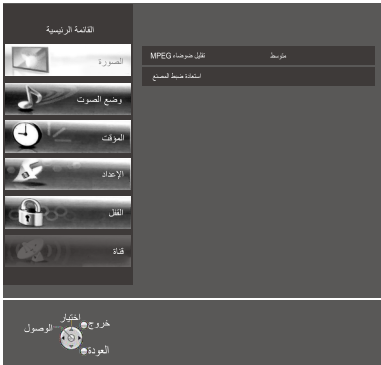 القائمة الرئيسية
الصورة
وضع الصوت
المؤقت
الإعداد
القفل
قناة
تقليل ضوضاء MPEG متوسط
استعادة ضبط المصنع
اختيار
خروج
الوصول
العودة